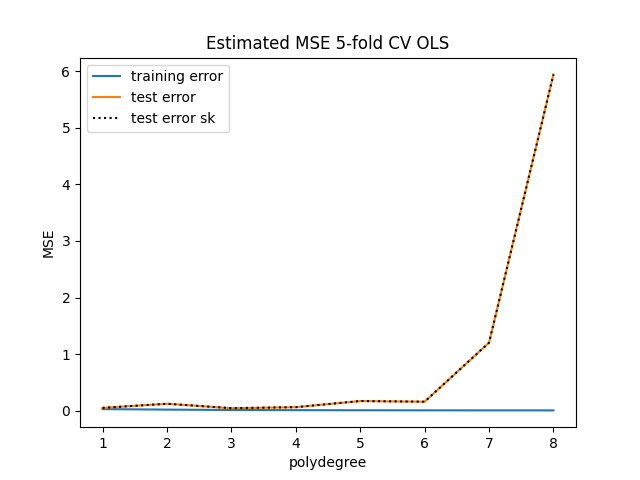 Estimated MSE 5-fold CV OLS
training error
test error
test error sk
MSE
6
5
4
3
2
1
0
1 2 3 4 5 6 7 8
polydegree